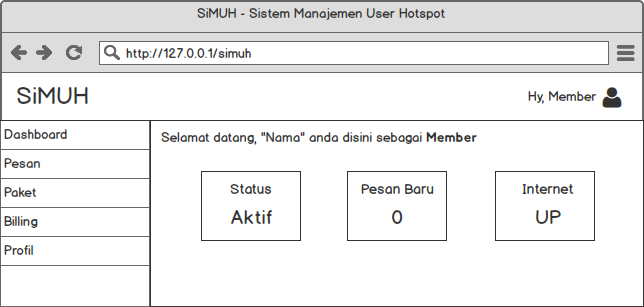 SiMUH - Sistem Manajemen User Hotspot
http://127.0.0.1/simuh
SiMUH
Hy, Member
Dashboard
Pesan
Paket
Billing
Profil
Selamat datang, "Nama" anda disini sebagai Member
Status
Aktif
Pesan Baru
0
Internet
UP